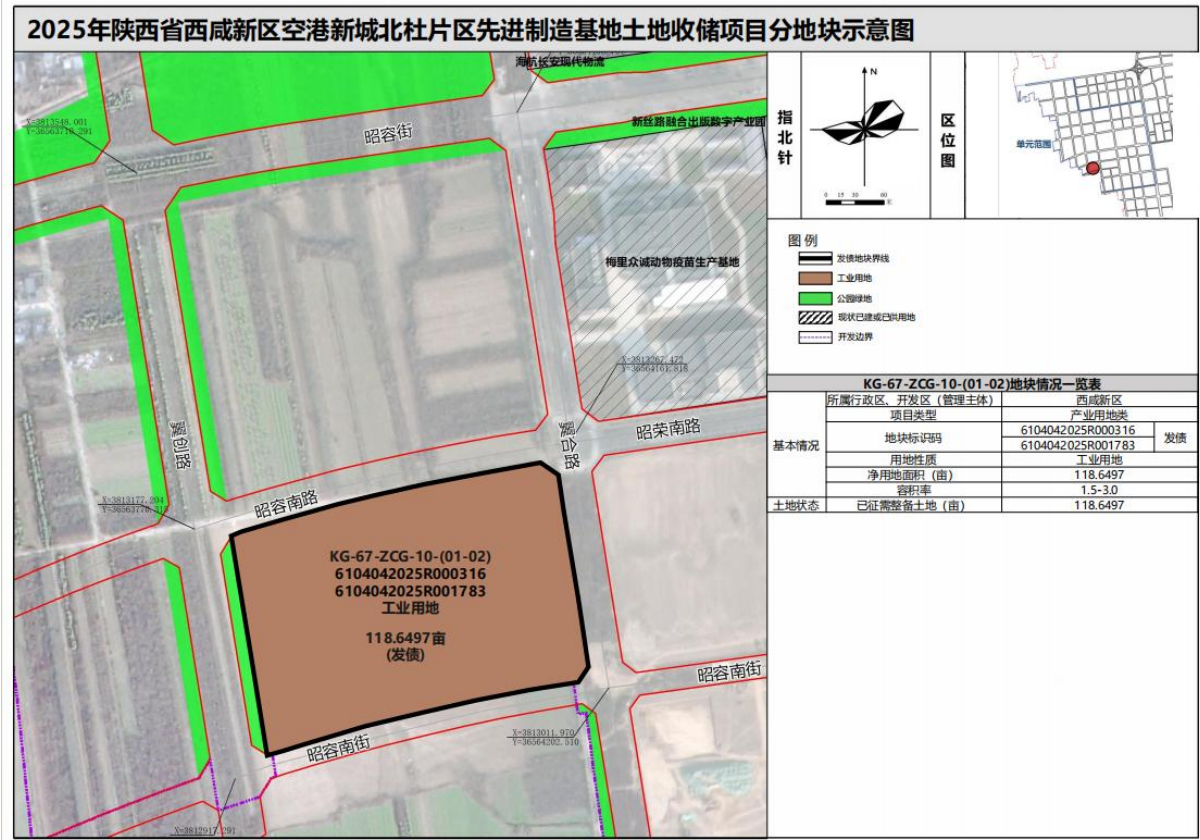 2025年陕西省西咸新区空港新城北杜片区先进制造基地土地收储项目分地块示意图
海航长安现代物流
X=3813548.001
Y=36563710.291
昭容街
新丝路融合出版数字产业园
梅里众诚动物疫苗生产基地
X=3813267.472
Y=36564161.818
翼创路
翼合路
昭荣南路
X=3813177.204
昭容南路
KG-67-ZCG-10-(01-02)
6104042025R000316
6104042025R001783
工业用地
118.6497亩
(发债)
昭容南街
昭容南街
X=3813011.970
Y=36564202.510
X=3812917.291
指北针
N
0 15 30 60
区位图
单元范围
图例
发债地块界线
工业用地
公园绿地
现状已建或已供用地
开发边界
KG-67-ZCG-10-(01-02)地块情况一览表
基本情况
所属行政区、开发区（管理主体） 西咸新区
项目类型 产业用地类
地块标识码 6104042025R000316
6104042025R001783 发债
用地性质 工业用地
净用地面积（亩） 118.6497
容积率 1.5-3.0
土地状态 已征需整备土地（亩） 118.6497